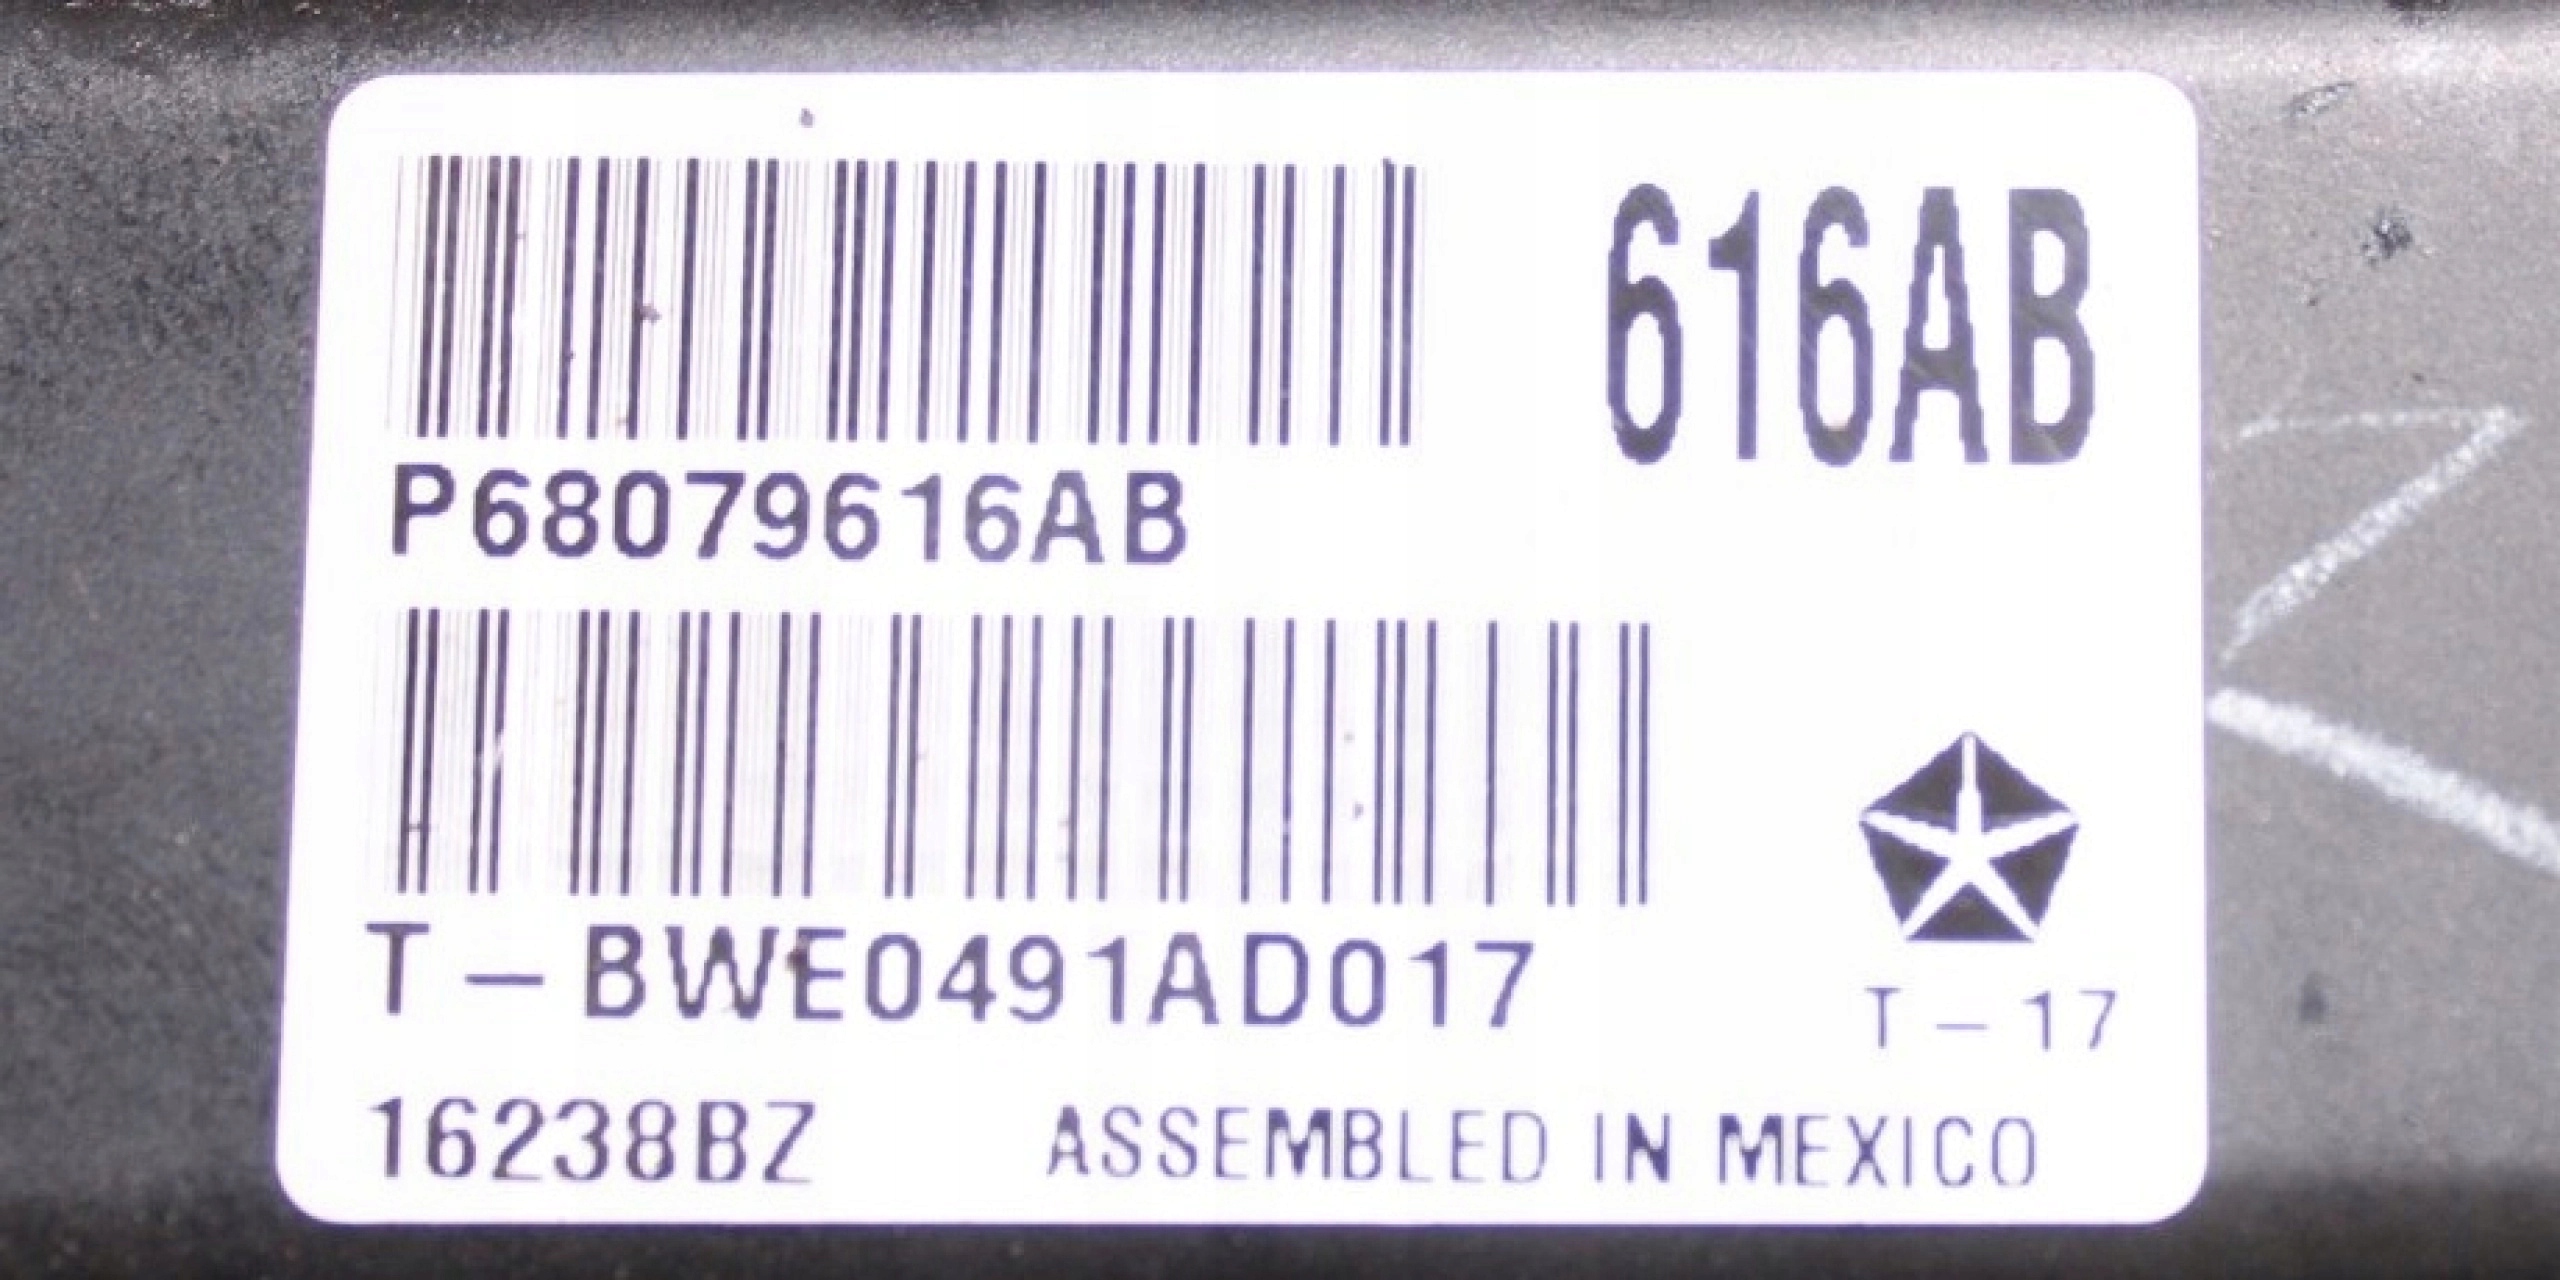 616AB
P68079616AB
T-BWE0491AD017
T-17
16238BZ ASSEMBLED IN MEXICO